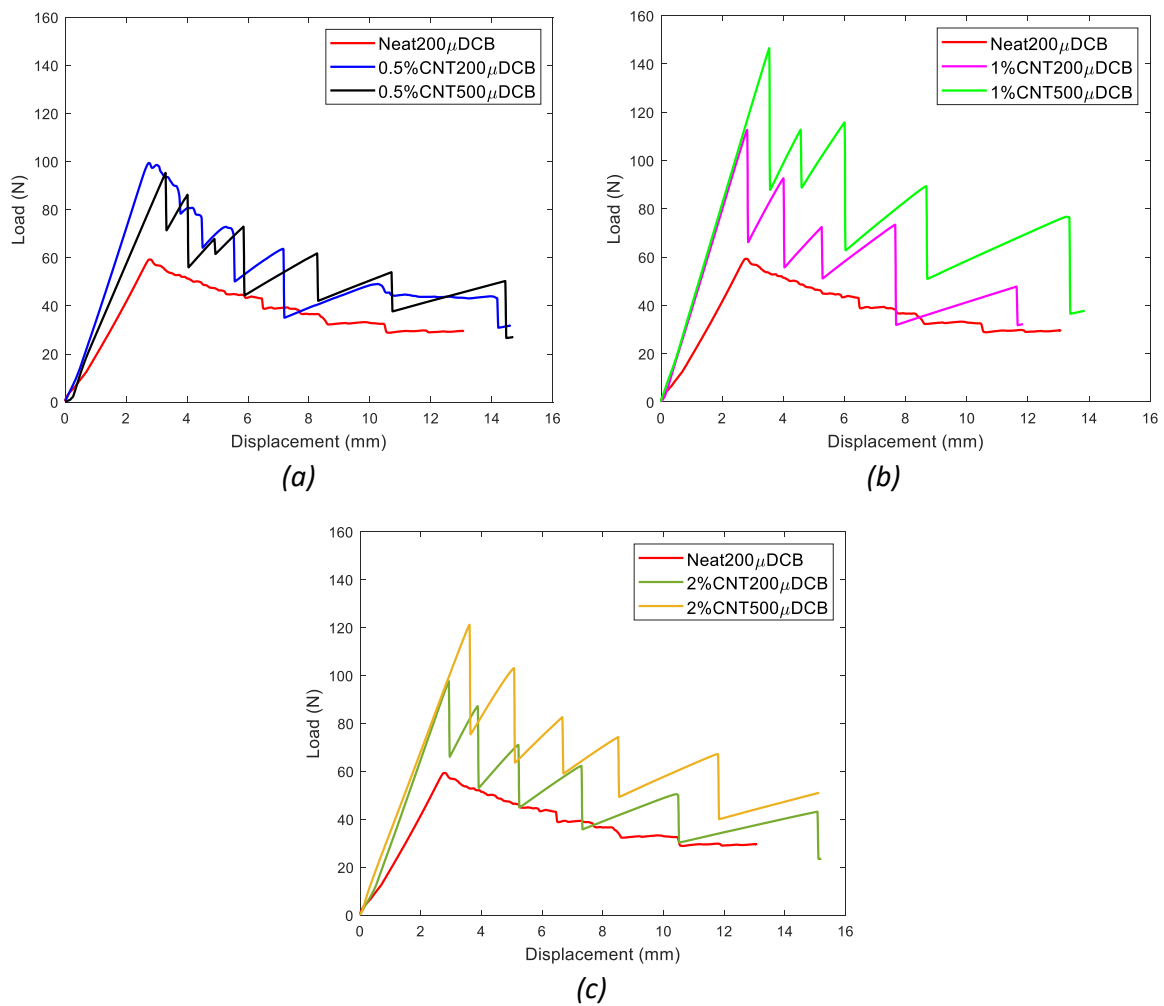 160
140
120
100
80
60
40
20
0
Load (N)
0 2 4 6 8 10 12 14 16
Displacement (mm)
Neat200μDCB
0.5%CNT200μDCB
0.5%CNT500μDCB
(a)
160
140
120
100
80
60
40
20
0
Load (N)
0 2 4 6 8 10 12 14 16
Displacement (mm)
Neat200μDCB
1%CNT200μDCB
1%CNT500μDCB
(b)
160
140
120
100
80
60
40
20
0
Load (N)
0 2 4 6 8 10 12 14 16
Displacement (mm)
Neat200μDCB
2%CNT200μDCB
2%CNT500μDCB
(c)